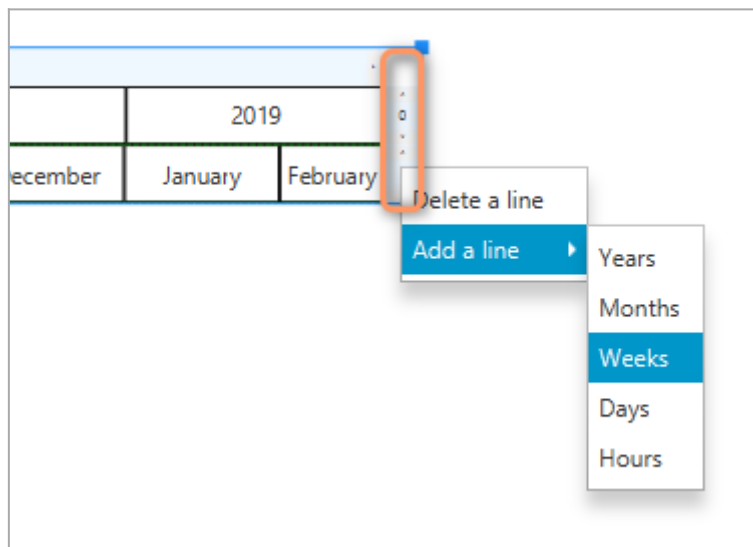 2019
ecember
January
February
Delete a line
Add a line
Years
Months
Weeks
Days
Hours